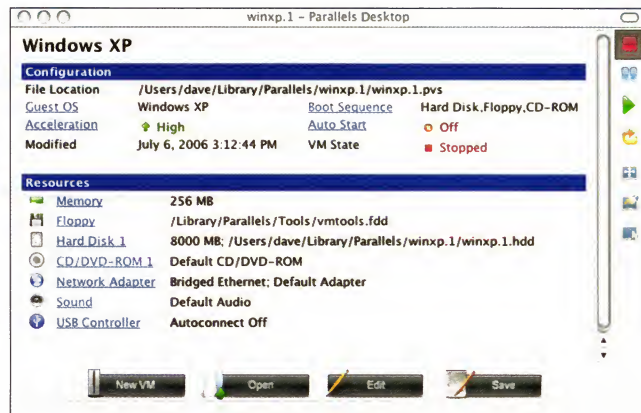 winxp.1 – Parallels Desktop
Windows XP
Configuration
File Location /Users/dave/Library/Parallels/winxp.1/winxp.1.pvs
Guest OS Windows XP Boot Sequence Hard Disk,Floppy,CD-ROM
Acceleration High Auto Start Off
Modified July 6, 2006 3:12:44 PM VM State Stopped
Resources
Memory 256 MB
Floppy /Library/Parallels/Tools/vmtools.fdd
Hard Disk 1 8000 MB; /Users/dave/Library/Parallels/winxp.1/winxp.1.hdd
CD/DVD-ROM 1 Default CD/DVD-ROM
Network Adapter Bridged Ethernet; Default Adapter
Sound Default Audio
USB Controller Autoconnect Off
New VM Open Edit Save